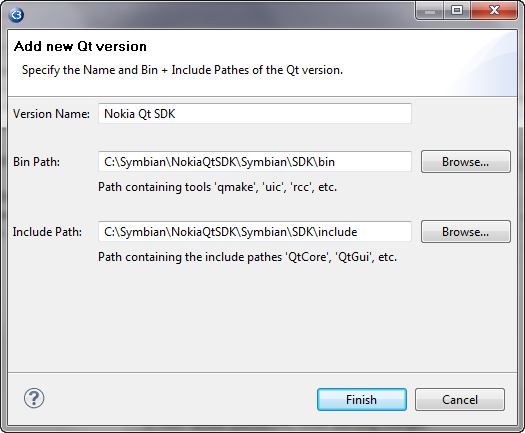 Add new Qt version
Specify the Name and Bin + Include Pathes of the Qt version.
Version Name: Nokia Qt SDK
Bin Path: C:\Symbian\NokiaQtSDK\Symbian\SDK\bin Browse...
Path containing tools 'qmake', 'uic', 'rcc', etc.
Include Path: C:\Symbian\NokiaQtSDK\Symbian\SDK\include Browse...
Path containing the include pathes 'QtCore', 'QtGui', etc.
? Finish Cancel